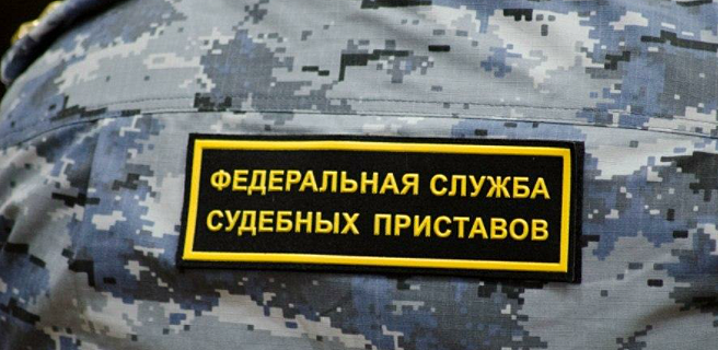 ФЕДЕРАЛЬНАЯ СЛУЖБА
СУДЕБНЫХ ПРИСТАВОВ